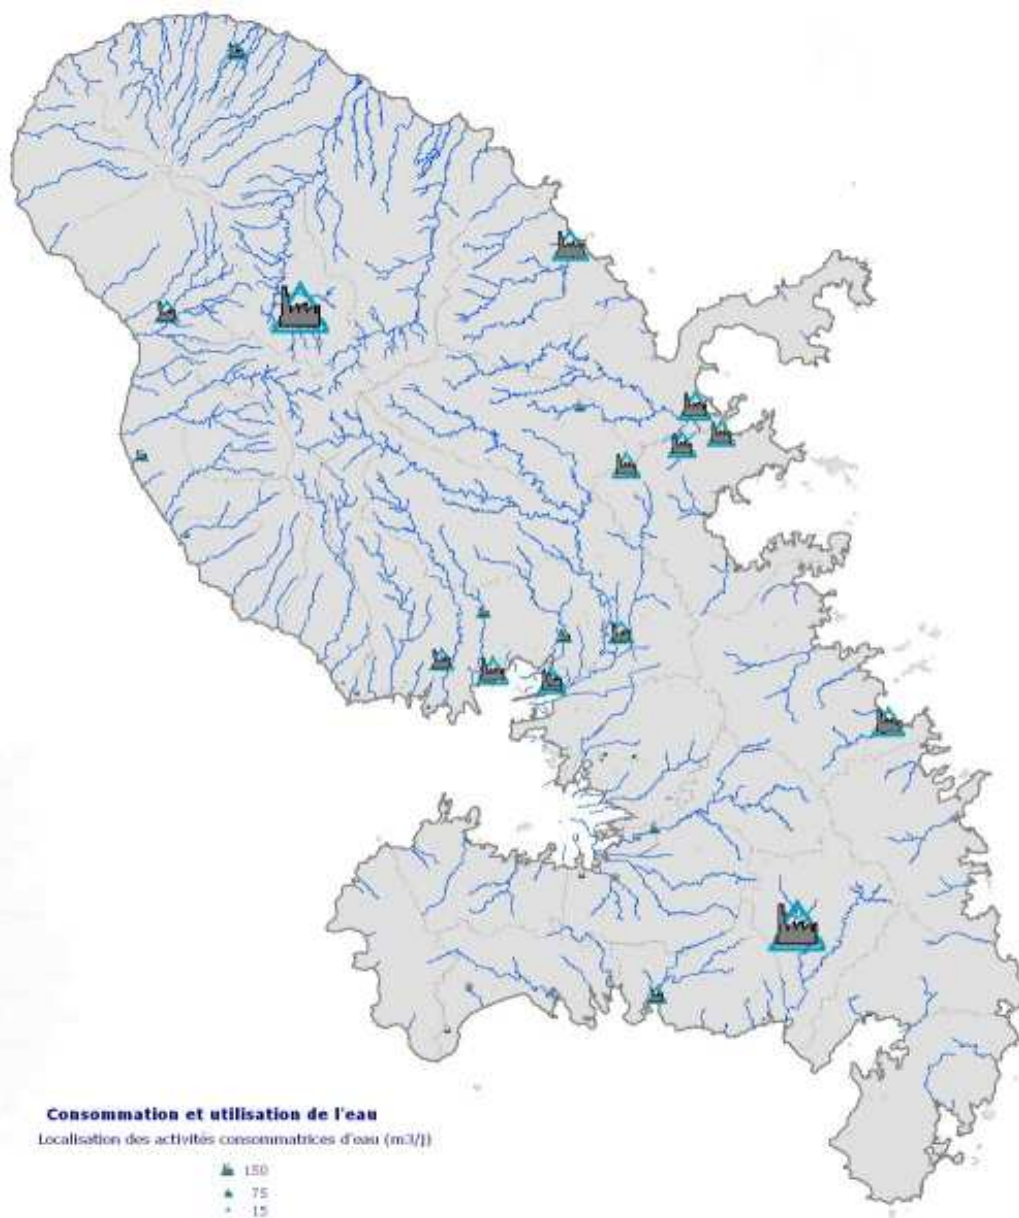 Consommation et utilisation de l'eau
Localisation des activités consommatrices d'eau (m3/j)
150
75
15